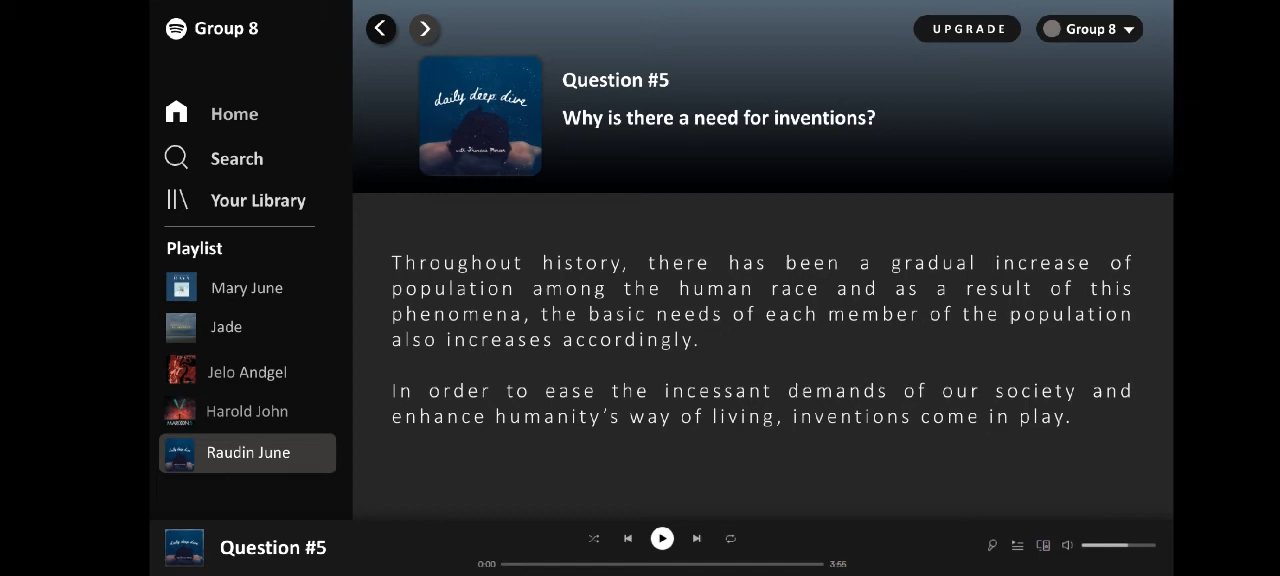 Group 8
Home
Search
Your Library
Playlist
Mary June
Jade
Jelo Andgel
Harold John
Raudin June
UPGRADE
Group 8
daily deep dive
Question #5
Why is there a need for inventions?
Throughout history, there has been a gradual increase of
population among the human race and as a result of this
phenomena, the basic needs of each member of the population
also increases accordingly.
In order to ease the incessant demands of our society and
enhance humanity’s way of living, inventions come in play.
Question #5
0:00
3:55